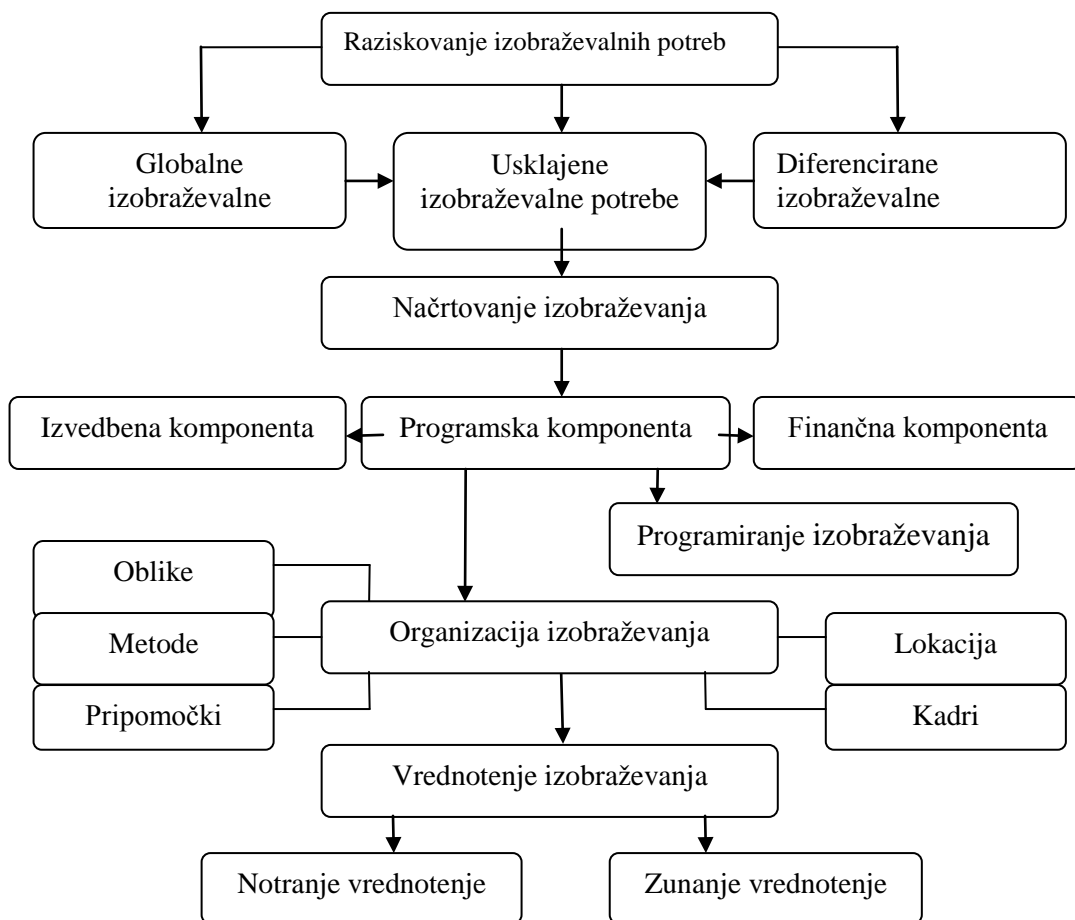 Raziskovanje izobraževalnih potreb
Globalne
izobraževalne
Usklajene
izobraževalne potrebe
Diferencirane
izobraževalne
Načrtovanje izobraževanja
Izvedbena komponenta
Programska komponenta
Finančna komponenta
Programiranje izobraževanja
Oblike
Metode
Organizacija izobraževanja
Lokacija
Pripomočki
Kadri
Vrednotenje izobraževanja
Notranje vrednotenje
Zunanje vrednotenje